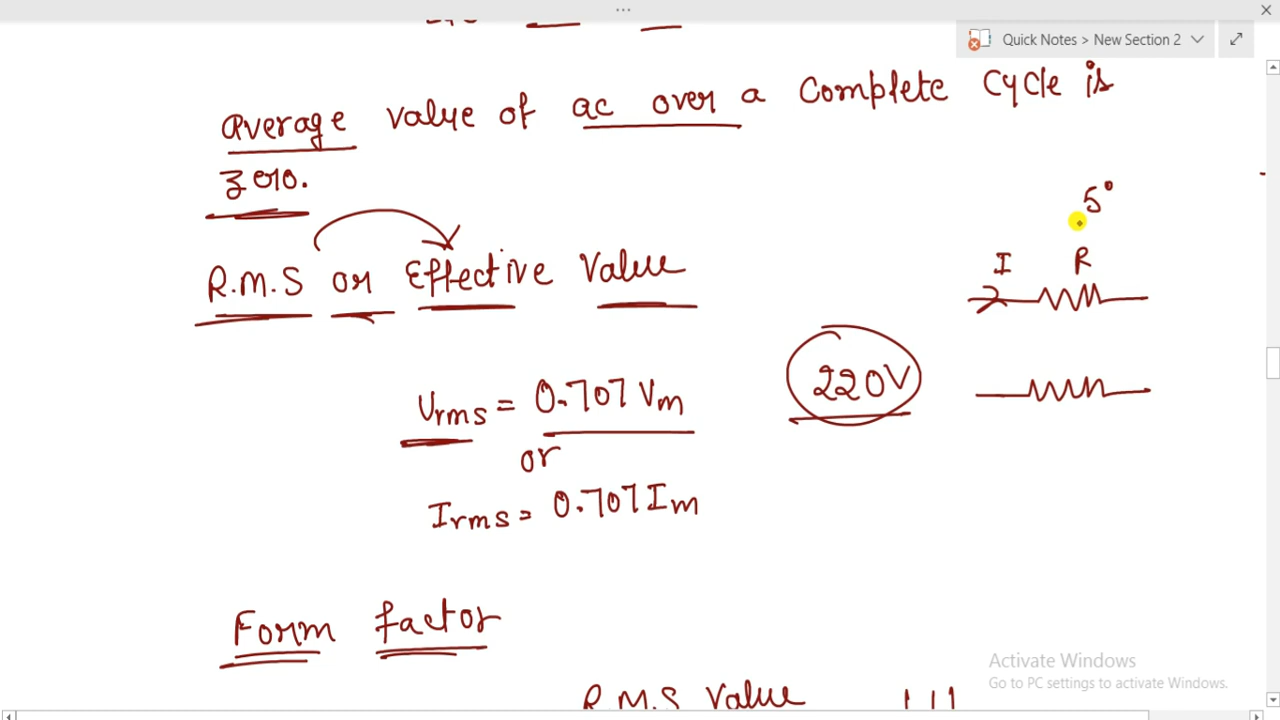 Quick Notes > New Section 2
Average value of ac over a Complete Cycle is
zero.
5°
R.M.S or Effective Value
I R
Vrms = 0.707 Vm
220V
or
Irms = 0.707 Im
Form factor
Activate Windows
Go to PC settings to activate Windows.
R.M.S Value